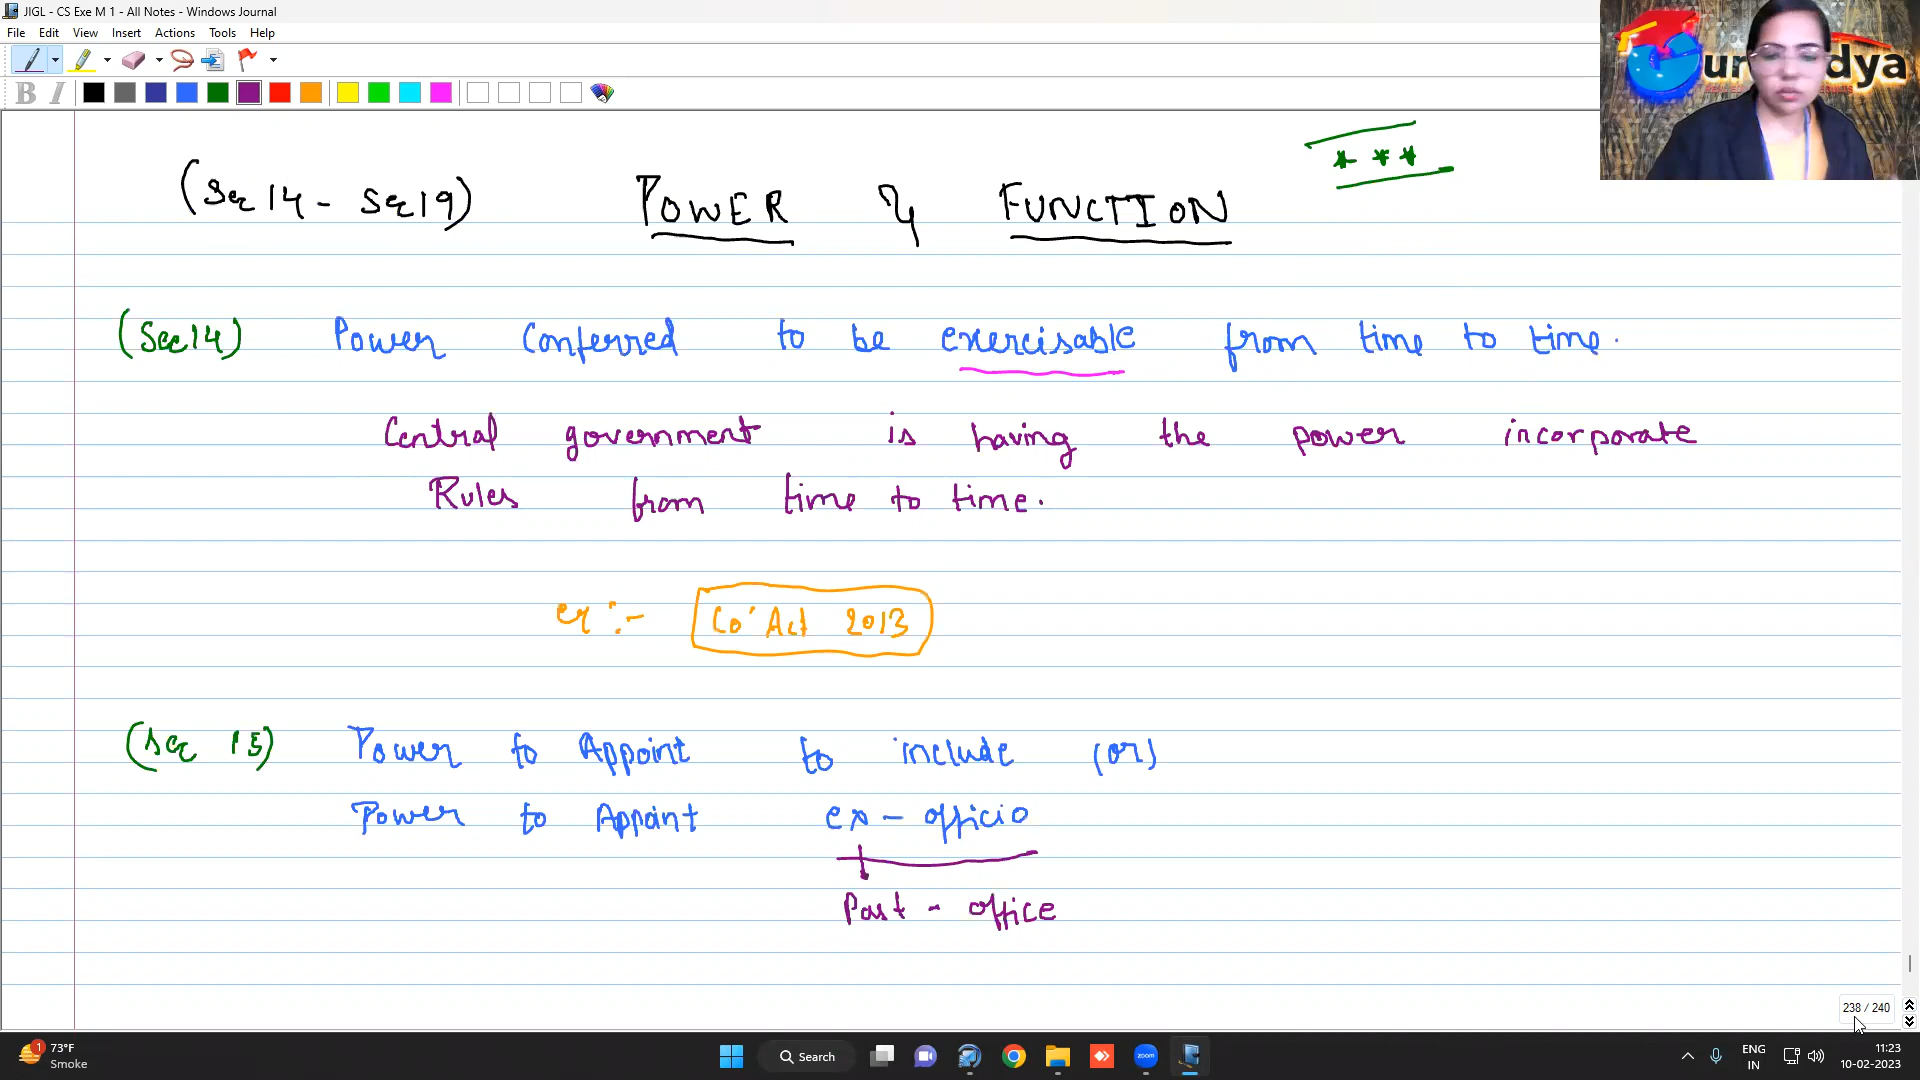 JIGL - CS Exe M 1 - All Notes - Windows Journal
File Edit View Insert Actions Tools Help
B I
(Sec 14 - Sec 19) POWER & FUNCTION
(Sec 14) Power Conferred to be exercisable from time to time.
Central government is having the power incorporate
Rules from time to time.
ex :- Co' Act 2013
(Sec 15) Power to Appoint to include (or)
Power to Appoint ex - officio
Past - office
238 / 240
1
73°F
Smoke
Search
zoom
ENG
IN
11:23
10-02-2023